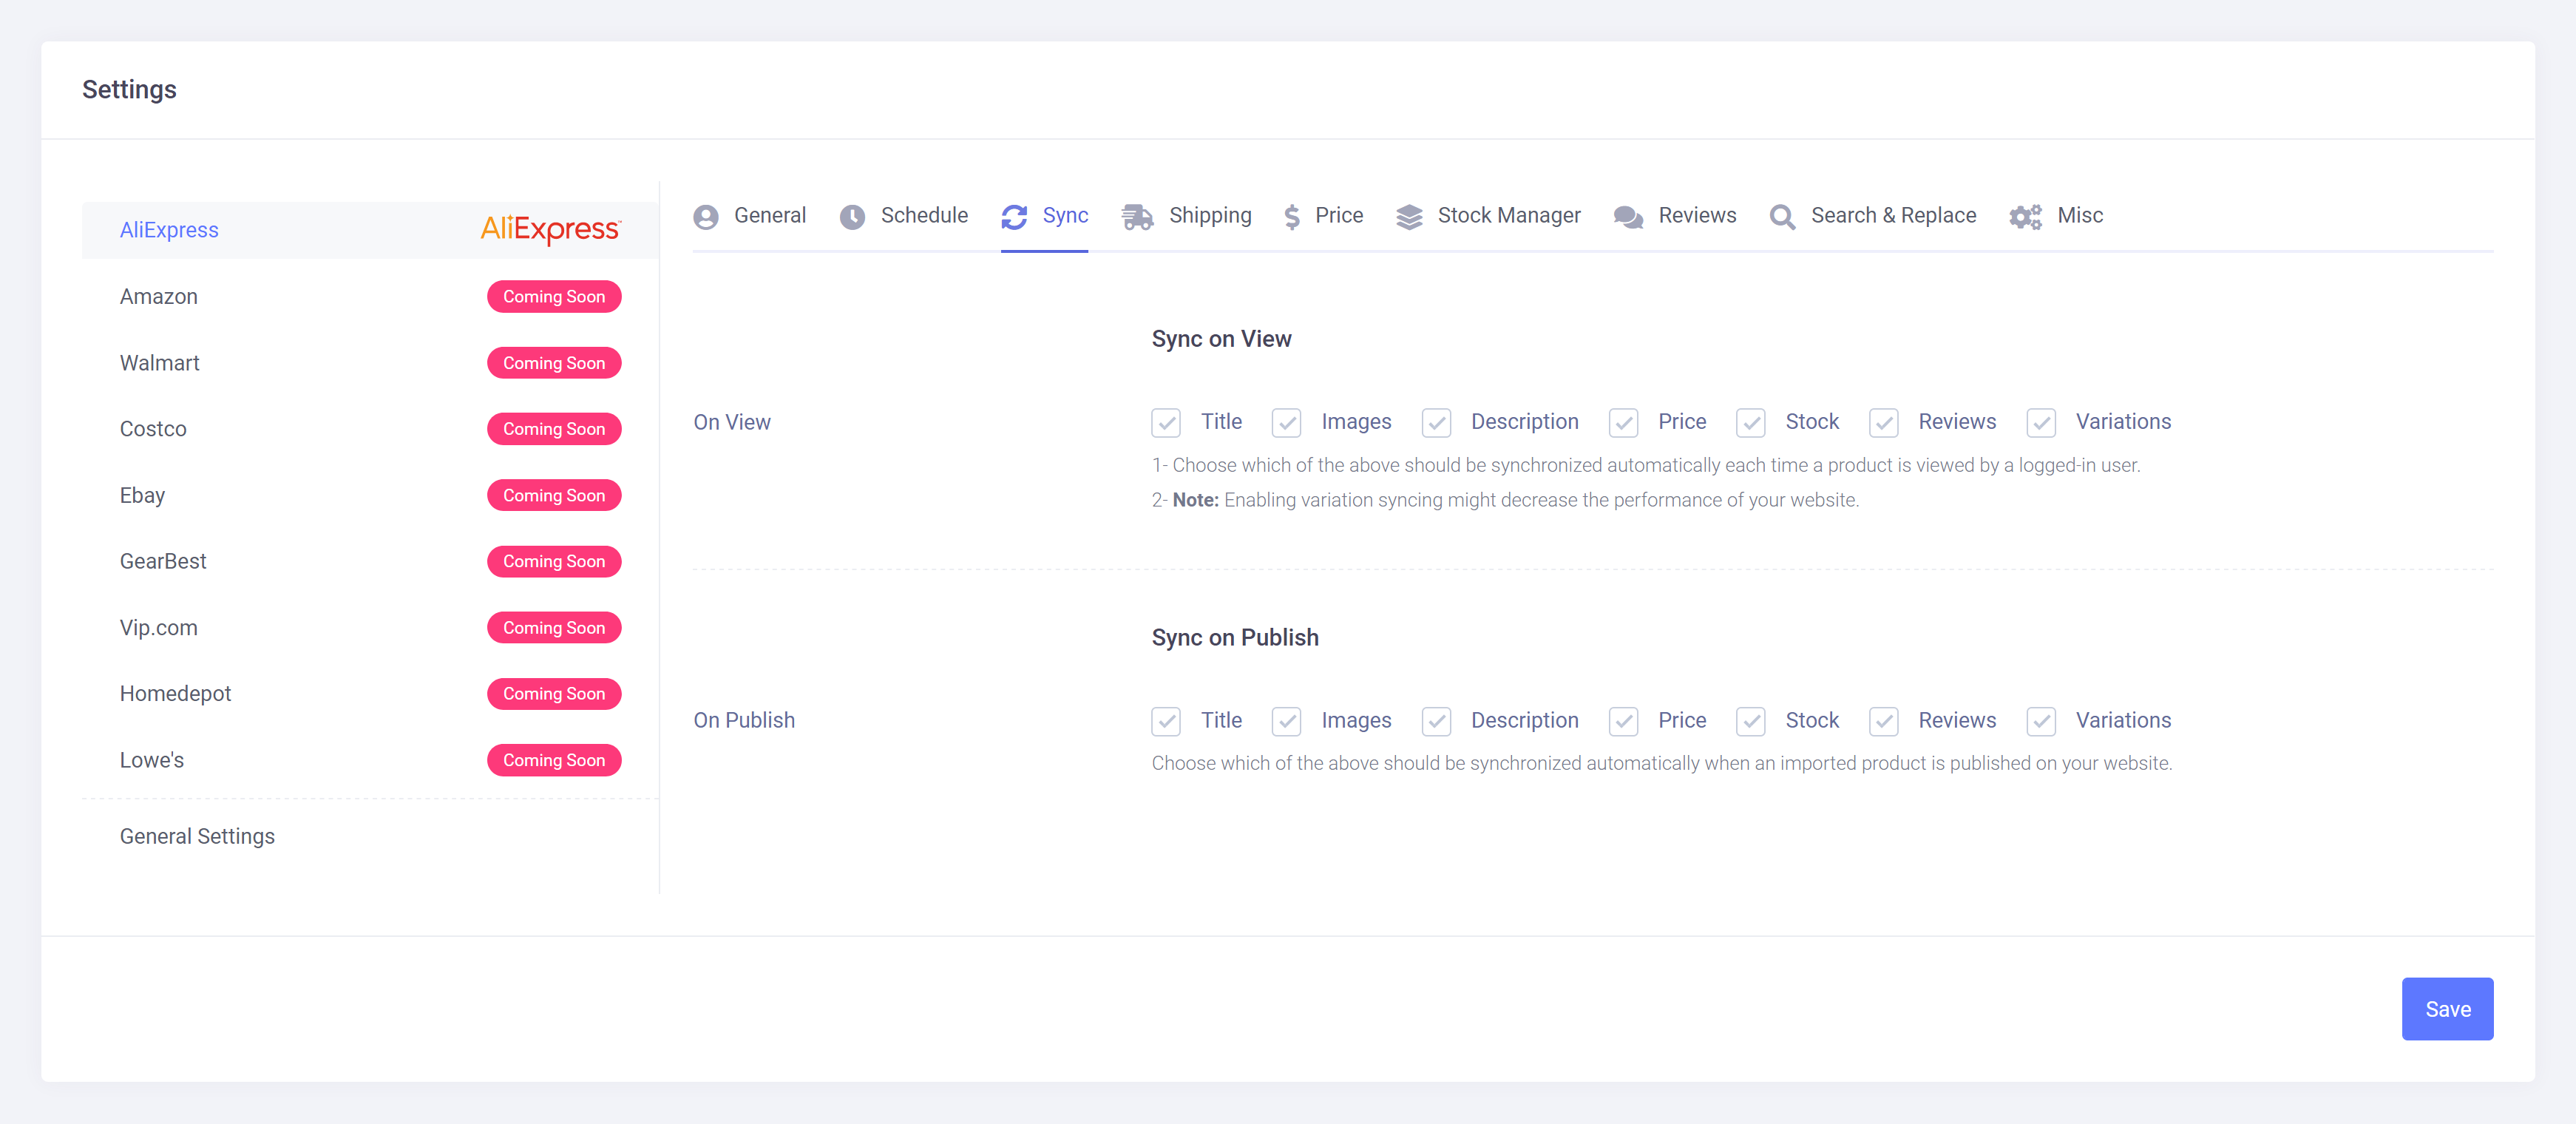 Settings
AliExpress AliExpress™
Amazon Coming Soon
Walmart Coming Soon
Costco Coming Soon
Ebay Coming Soon
GearBest Coming Soon
Vip.com Coming Soon
Homedepot Coming Soon
Lowe's Coming Soon
General Settings
General Schedule Sync Shipping $ Price Stock Manager Reviews Search & Replace Misc
Sync on View
On View Title Images Description Price Stock Reviews Variations
1- Choose which of the above should be synchronized automatically each time a product is viewed by a logged-in user.
2- Note: Enabling variation syncing might decrease the performance of your website.
Sync on Publish
On Publish Title Images Description Price Stock Reviews Variations
Choose which of the above should be synchronized automatically when an imported product is published on your website.
Save